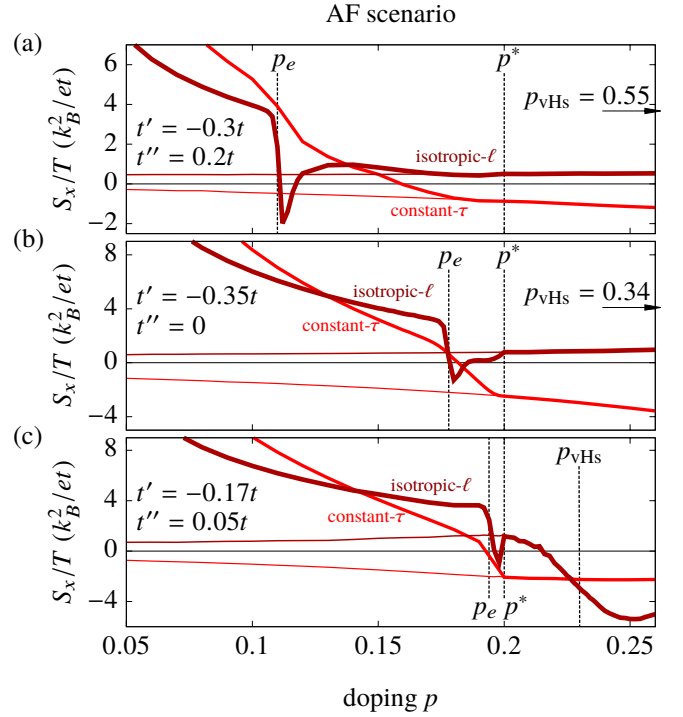 AF scenario
(a)
p_e
p*
S_x/T (k_B^2/et)
6
4
2
0
−2
t′ = −0.3t
t′′ = 0.2t
p_vHs = 0.55
isotropic-ℓ
constant-τ
(b)
p_e
p*
S_x/T (k_B^2/et)
8
4
0
−4
t′ = −0.35t
t′′ = 0
p_vHs = 0.34
isotropic-ℓ
constant-τ
(c)
p_vHs
S_x/T (k_B^2/et)
8
4
0
−4
t′ = −0.17t
t′′ = 0.05t
isotropic-ℓ
constant-τ
p_e p*
0.05 0.1 0.15 0.2 0.25
doping p